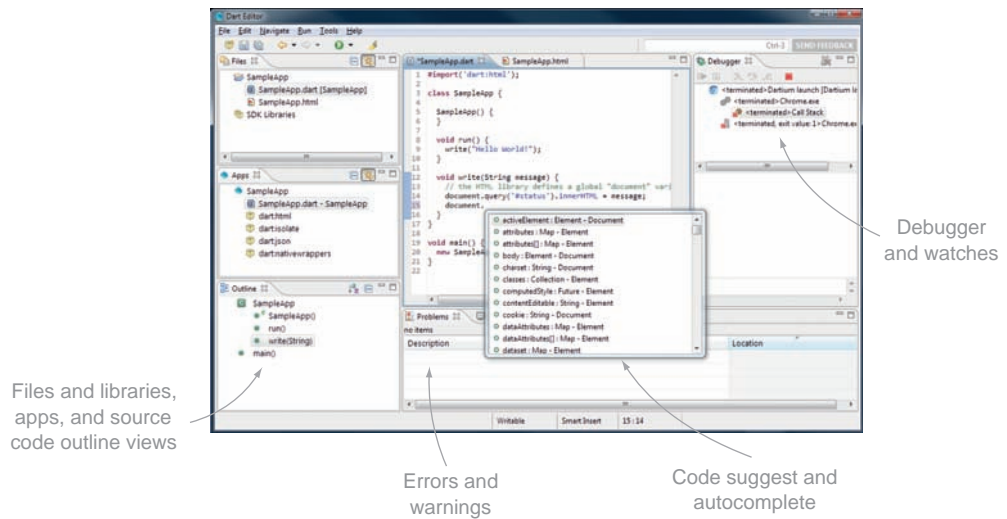 Dart Editor
File Edit Navigate Run Tools Help
Ctrl-3 SEND FEEDBACK
Files
SampleApp
SampleApp.dart [SampleApp]
SampleApp.html
SDK Libraries
Apps
SampleApp
SampleApp.dart - SampleApp
dart:html
dart:isolate
dart:json
dart:nativewrappers
Outline
SampleApp
SampleApp()
run()
write(String)
main()
*SampleApp.dart SampleApp.html
1 #import('dart:html');
2
3 class SampleApp {
4
5 SampleApp() {
6 }
7
8 void run() {
9 write("Hello World!");
10 }
11
12 void write(String message) {
13 // the HTML library defines a global "document" vari
14 document.query('#status').innerHTML = message;
15 document.
16 }
17 }
18
19 void main() {
20 new SampleA
21 }
22
activeElement : Element - Document
attributes : Map - Element
attributes[] : Map - Element
body : Element - Document
charset : String - Document
classes : Collection - Element
computedStyle : Future - Element
contentEditable : String - Element
cookie : String - Document
dataAttributes : Map - Element
dataAttributes[] : Map - Element
dataset : Map - Element
Problems
no items
Description Location
Debugger
<terminated>Dartium launch [Dartium la
<terminated>Chrome.exe
<terminated>Call Stack
<terminated, exit value: 1>Chrome.ex
Writable Smart Insert 15 : 14
Debugger
and watches
Files and libraries,
apps, and source
code outline views
Errors and
warnings
Code suggest and
autocomplete